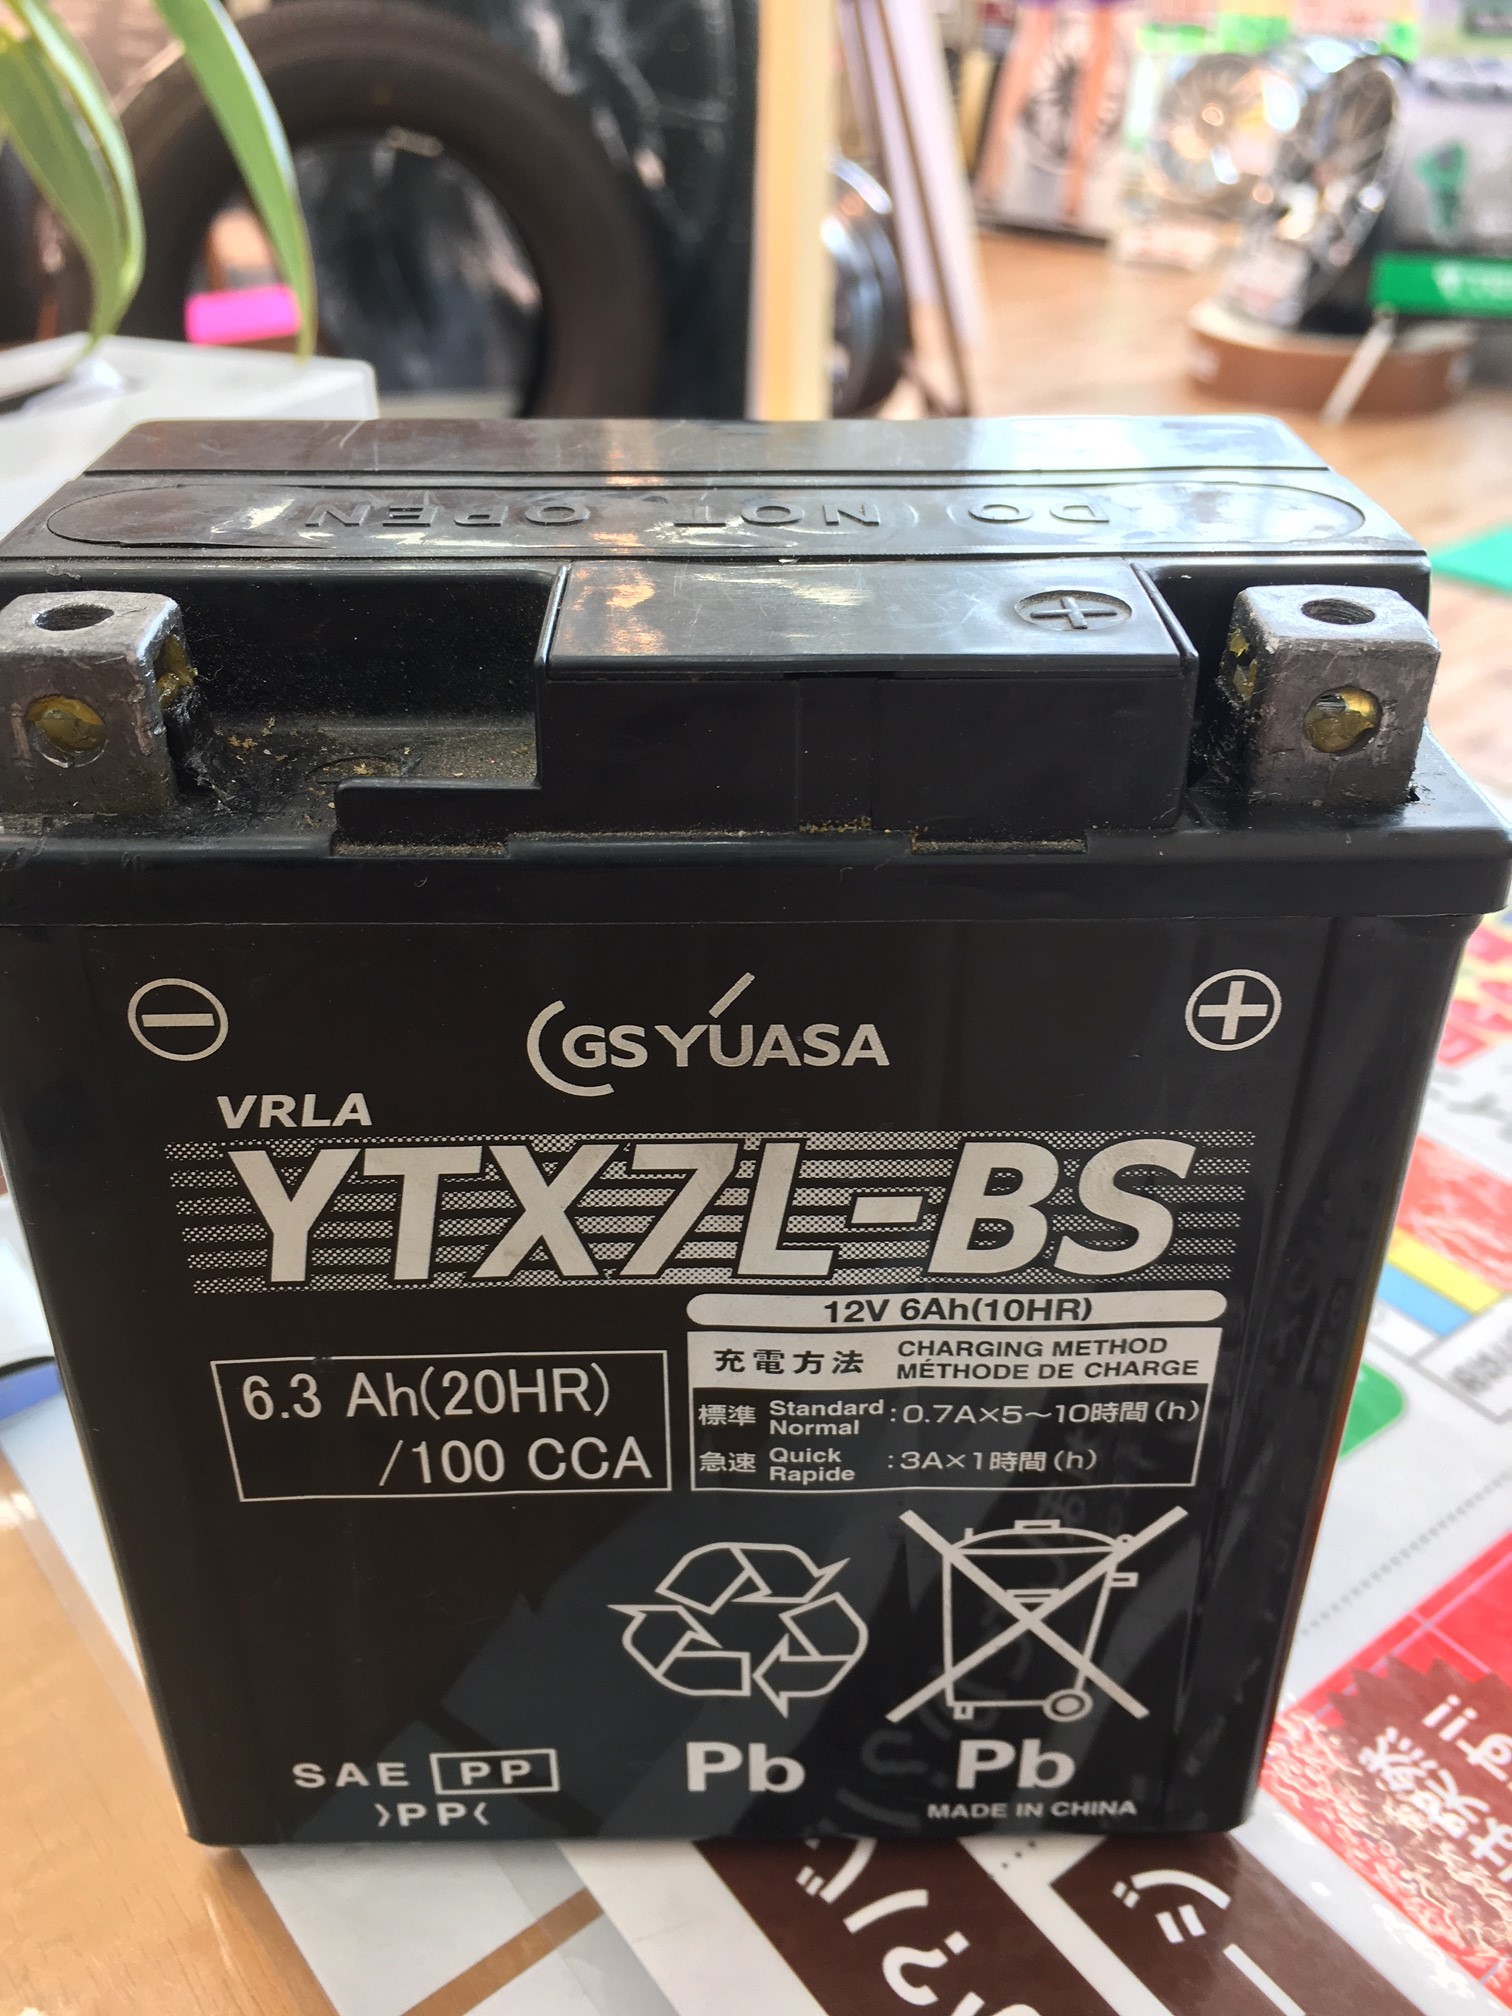 DO NOT OPEN
GS YUASA
VRLA
YTX7L-BS
12V 6Ah(10HR)
充電方法 CHARGING METHOD
MÉTHODE DE CHARGE
標準 Standard Normal :0.7A×5〜10時間(h)
急速 Quick Rapide :3A×1時間(h)
6.3 Ah(20HR)
/100 CCA
SAE PP
>PP<
Pb
Pb
MADE IN CHINA